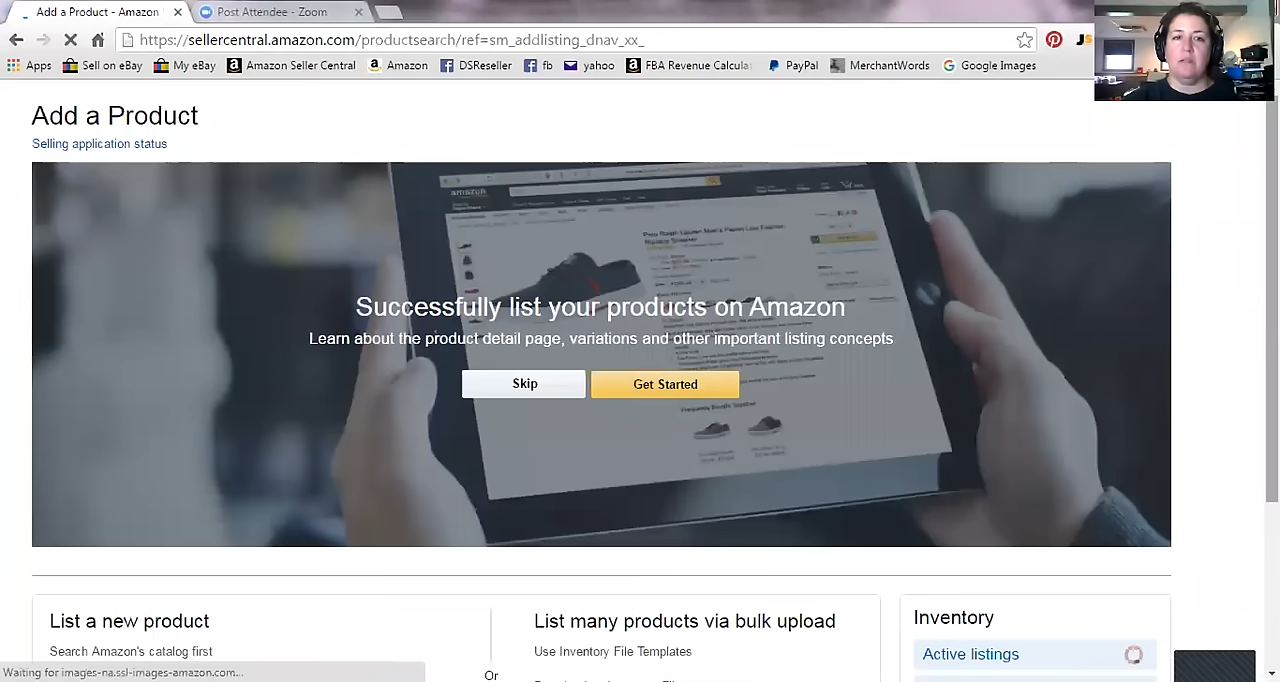 Add a Product - Amazon
Post Attendee - Zoom
https://sellercentral.amazon.com/productsearch/ref=sm_addlisting_dnav_xx_
Apps
Sell on eBay
My eBay
Amazon Seller Central
Amazon
DSReseller
fb
yahoo
FBA Revenue Calcula
PayPal
MerchantWords
Google Images
Add a Product
Selling application status
amazon
Successfully list your products on Amazon
Learn about the product detail page, variations and other important listing concepts
Skip
Get Started
Frequently Bought Together
List a new product
Search Amazon's catalog first
Or
List many products via bulk upload
Use Inventory File Templates
Inventory
Active listings
Waiting for images-na.ssl-images-amazon.com...